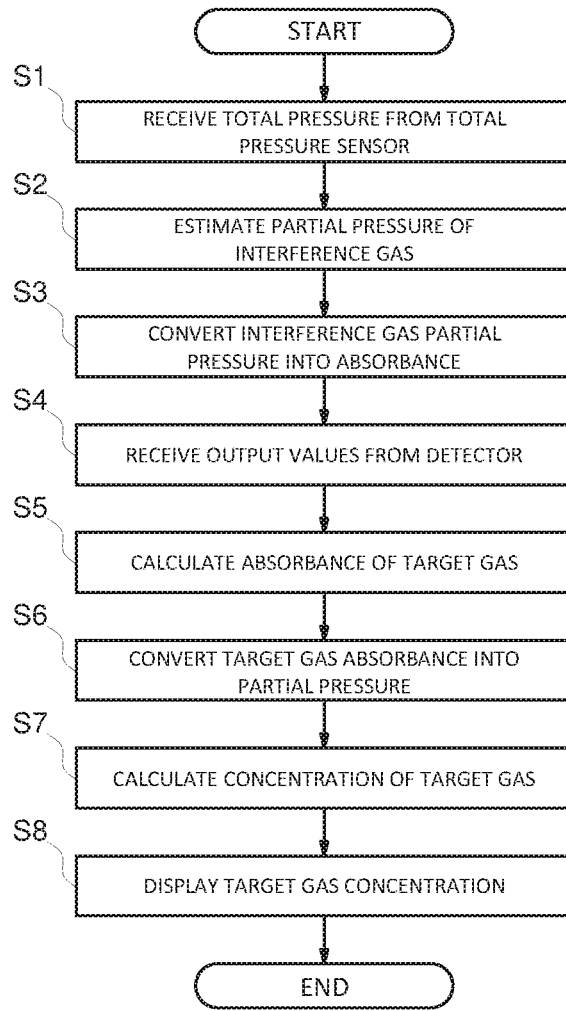 START
S1
RECEIVE TOTAL PRESSURE FROM TOTAL
PRESSURE SENSOR
S2
ESTIMATE PARTIAL PRESSURE OF
INTERFERENCE GAS
S3
CONVERT INTERFERENCE GAS PARTIAL
PRESSURE INTO ABSORBANCE
S4
RECEIVE OUTPUT VALUES FROM DETECTOR
S5
CALCULATE ABSORBANCE OF TARGET GAS
S6
CONVERT TARGET GAS ABSORBANCE INTO
PARTIAL PRESSURE
S7
CALCULATE CONCENTRATION OF TARGET GAS
S8
DISPLAY TARGET GAS CONCENTRATION
END